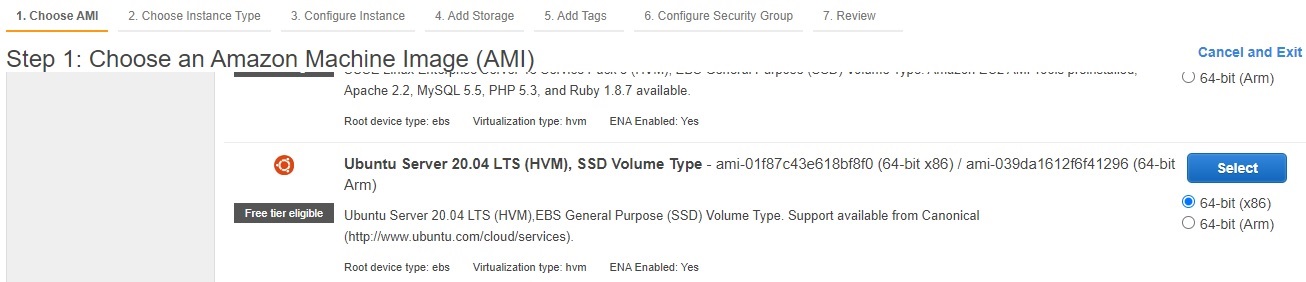 1. Choose AMI 2. Choose Instance Type 3. Configure Instance 4. Add Storage 5. Add Tags 6. Configure Security Group 7. Review
Step 1: Choose an Amazon Machine Image (AMI)
Cancel and Exit
64-bit (Arm)
Apache 2.2, MySQL 5.5, PHP 5.3, and Ruby 1.8.7 available.
Root device type: ebs Virtualization type: hvm ENA Enabled: Yes
Ubuntu Server 20.04 LTS (HVM), SSD Volume Type - ami-01f87c43e618bf8f0 (64-bit x86) / ami-039da1612f6f41296 (64-bit
Arm)
Select
Free tier eligible
Ubuntu Server 20.04 LTS (HVM),EBS General Purpose (SSD) Volume Type. Support available from Canonical
(http://www.ubuntu.com/cloud/services).
64-bit (x86)
64-bit (Arm)
Root device type: ebs Virtualization type: hvm ENA Enabled: Yes